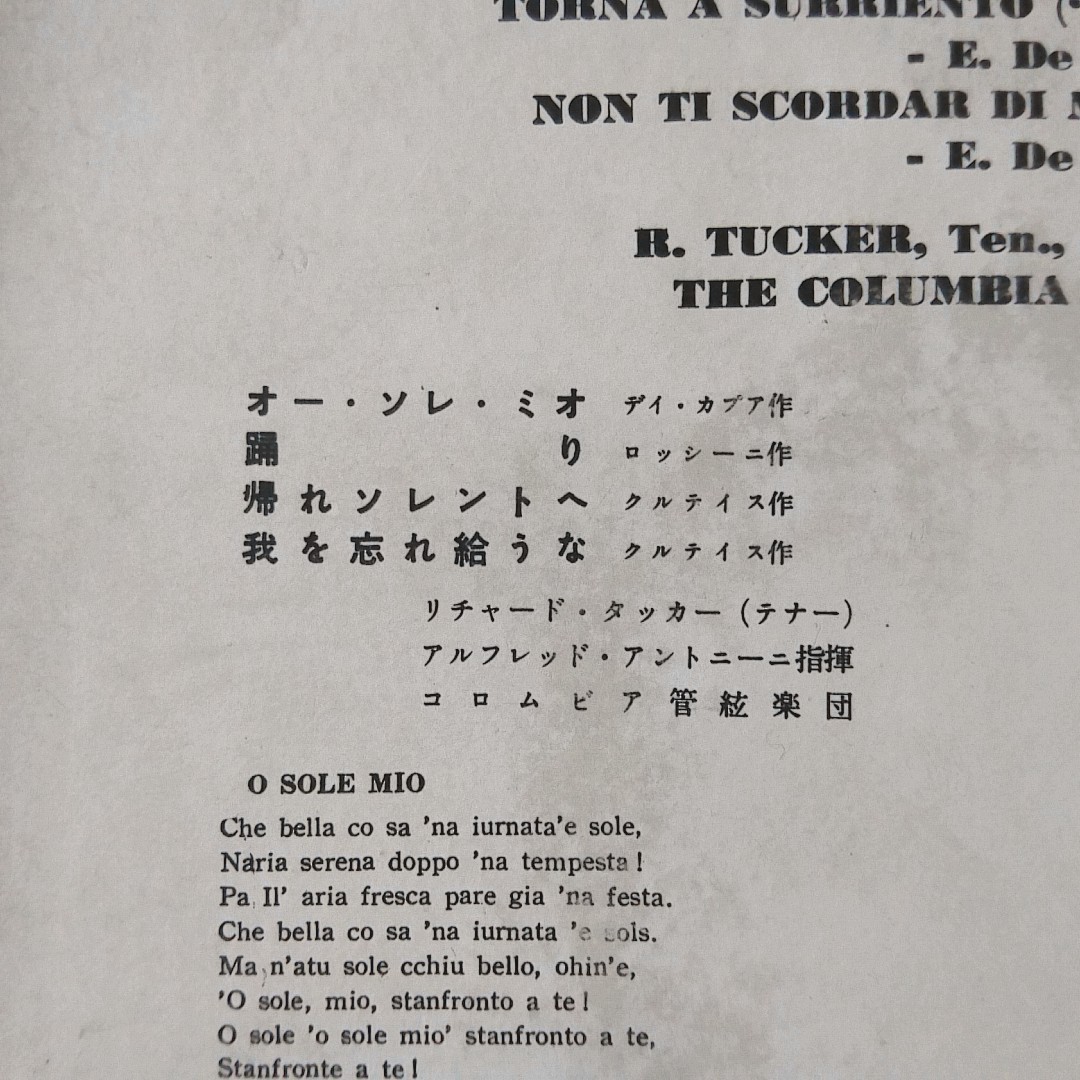 TORNA A SURRIENTO (
- E. De
NON TI SCORDAR DI
- E. De
R. TUCKER, Ten.,
THE COLUMBIA
オー・ソレ・ミオ デイ・カプア作
踊り ロッシーニ作
帰れソレントへ クルテイス作
我を忘れ給うな クルテイス作
リチャード・タッカー (テナー)
アルフレッド・アントニーニ指揮
コロムビア管絃楽団
O SOLE MIO
Che bella co sa 'na iurnata'e sole,
Naria serena doppo 'na tempesta!
Pa Il' aria fresca pare gia 'na festa.
Che bella co sa 'na iurnata 'e sols.
Ma, n'atu sole cchiu bello, ohin'e,
'O sole, mio, stanfronto a te!
O sole 'o sole mio' stanfronto a te,
Stanfronte a te!